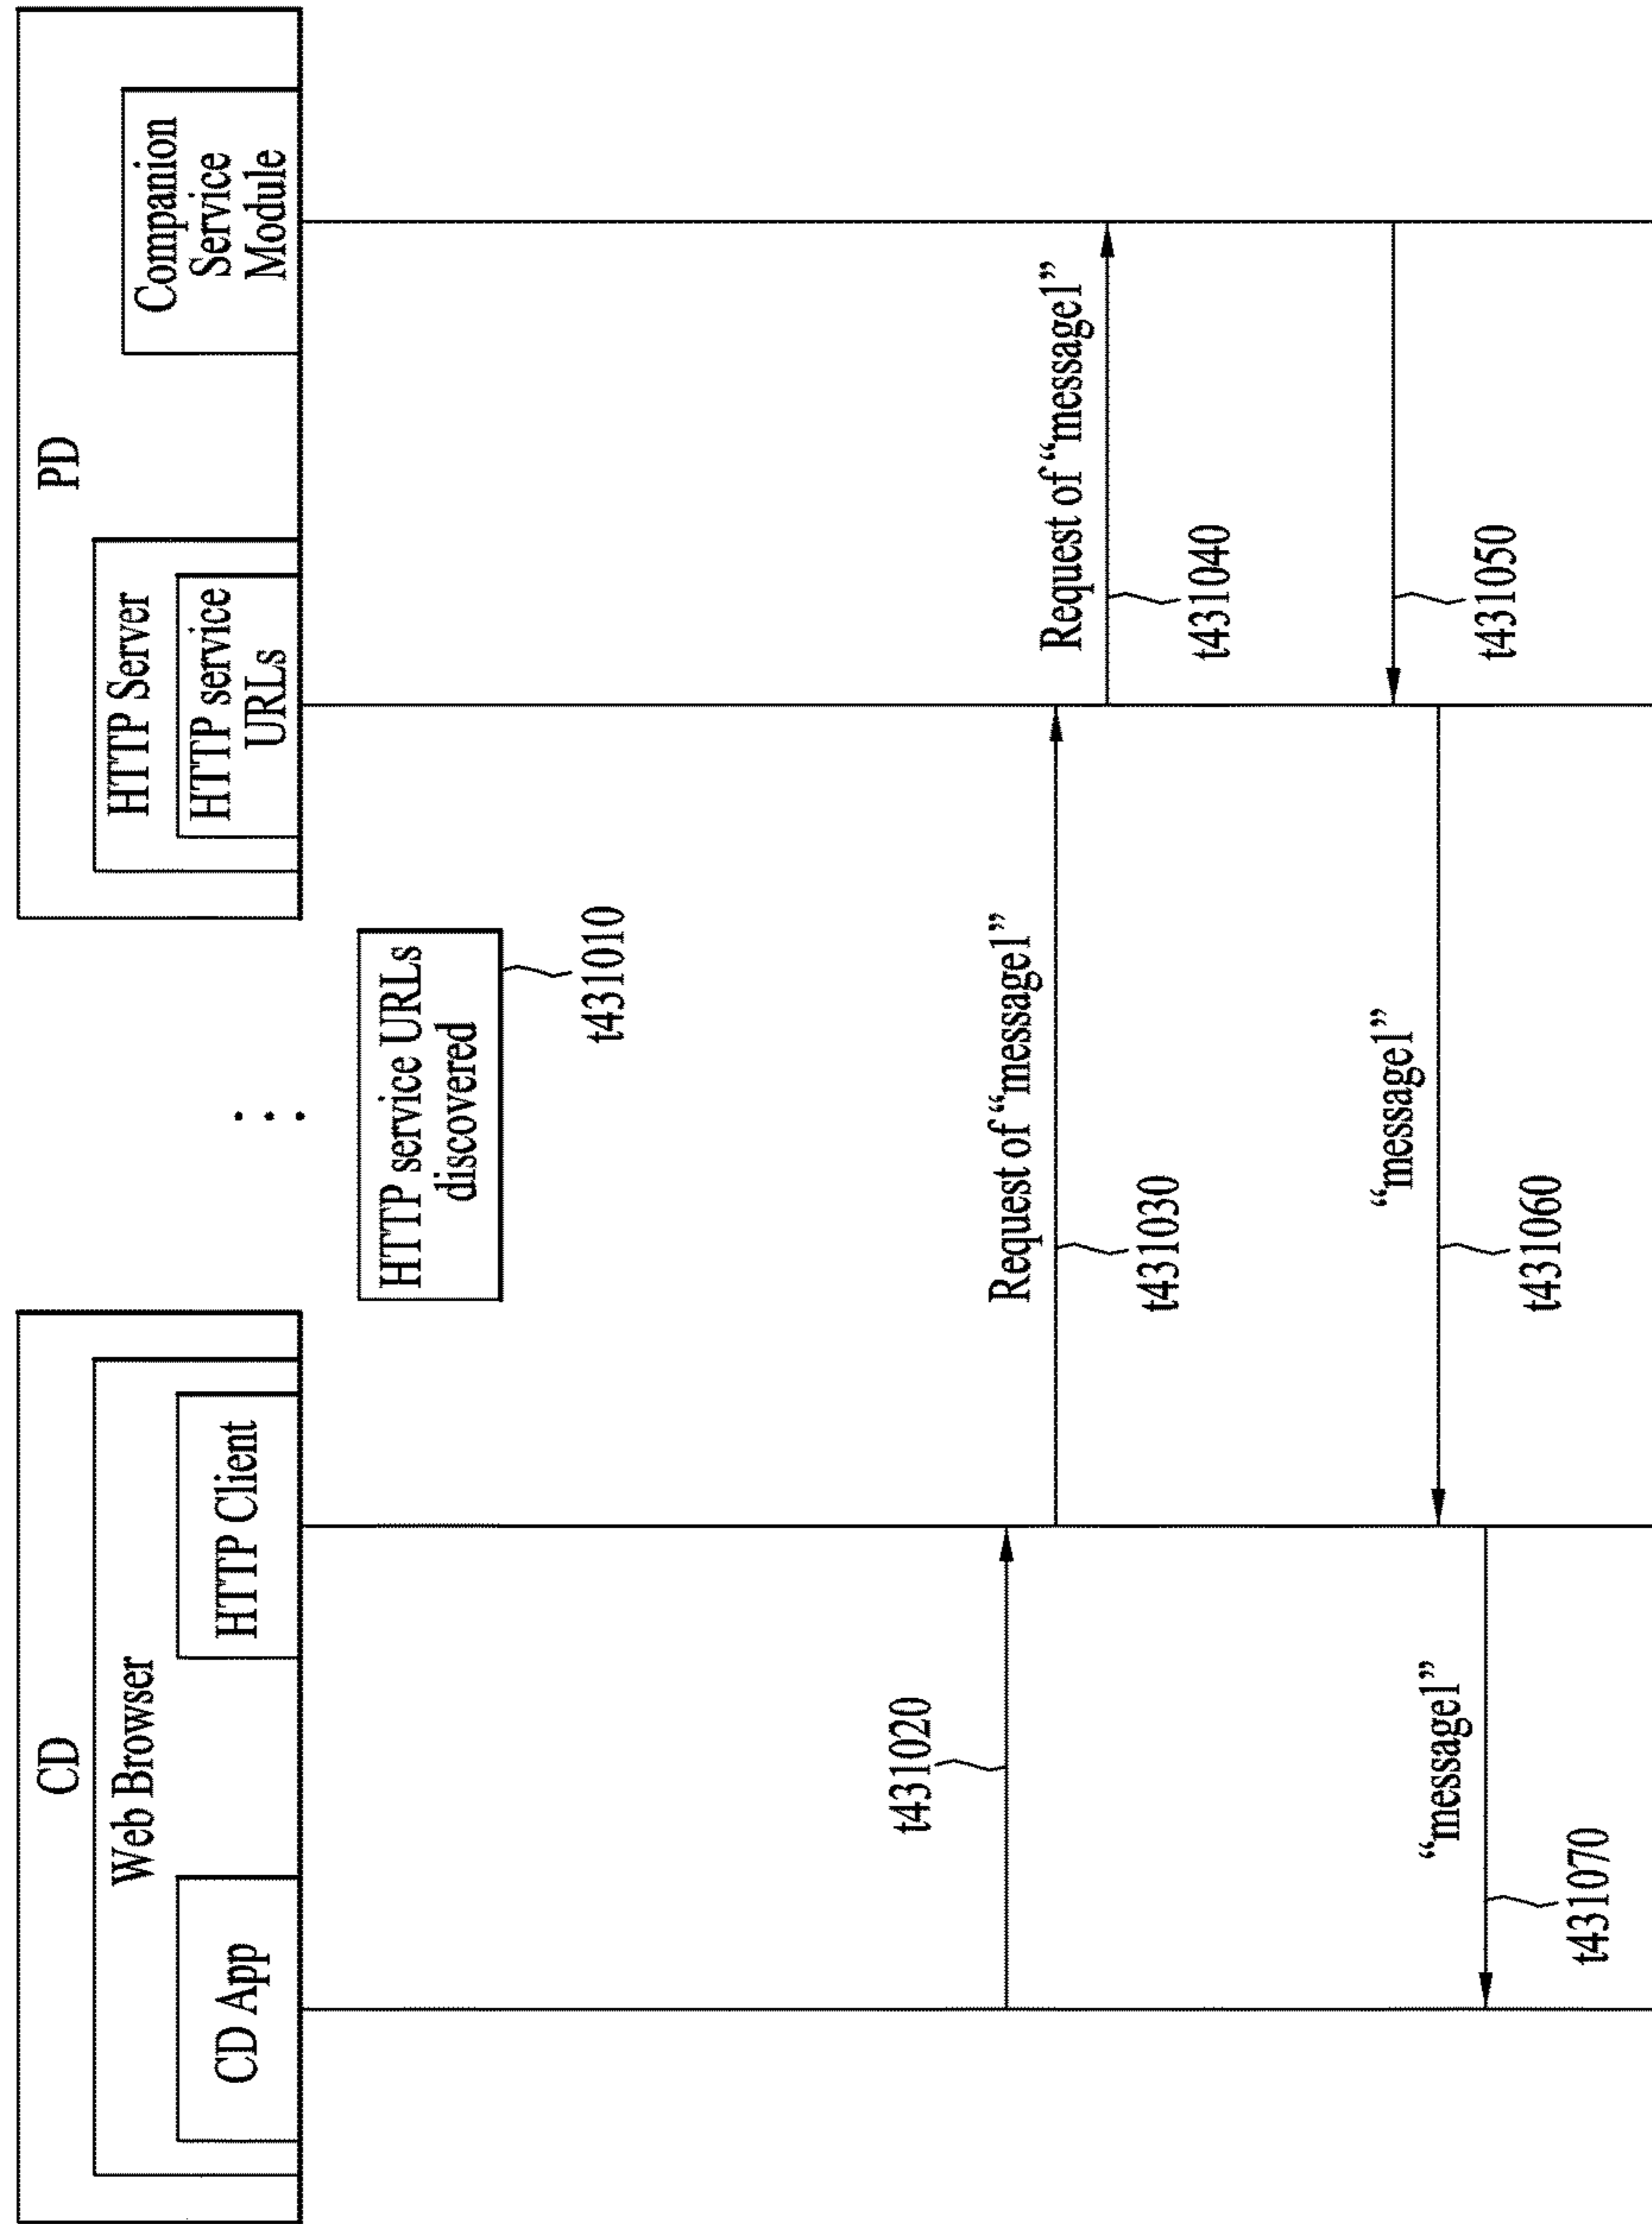 CD
Web Browser
CD App
HTTP Client
PD
HTTP Server
HTTP service
URLs
Companion
Service
Module
HTTP service URLs
discovered
t431010
t431020
Request of “message1”
t431030
Request of “message1”
t431040
t431050
“message1”
t431060
“message1”
t431070